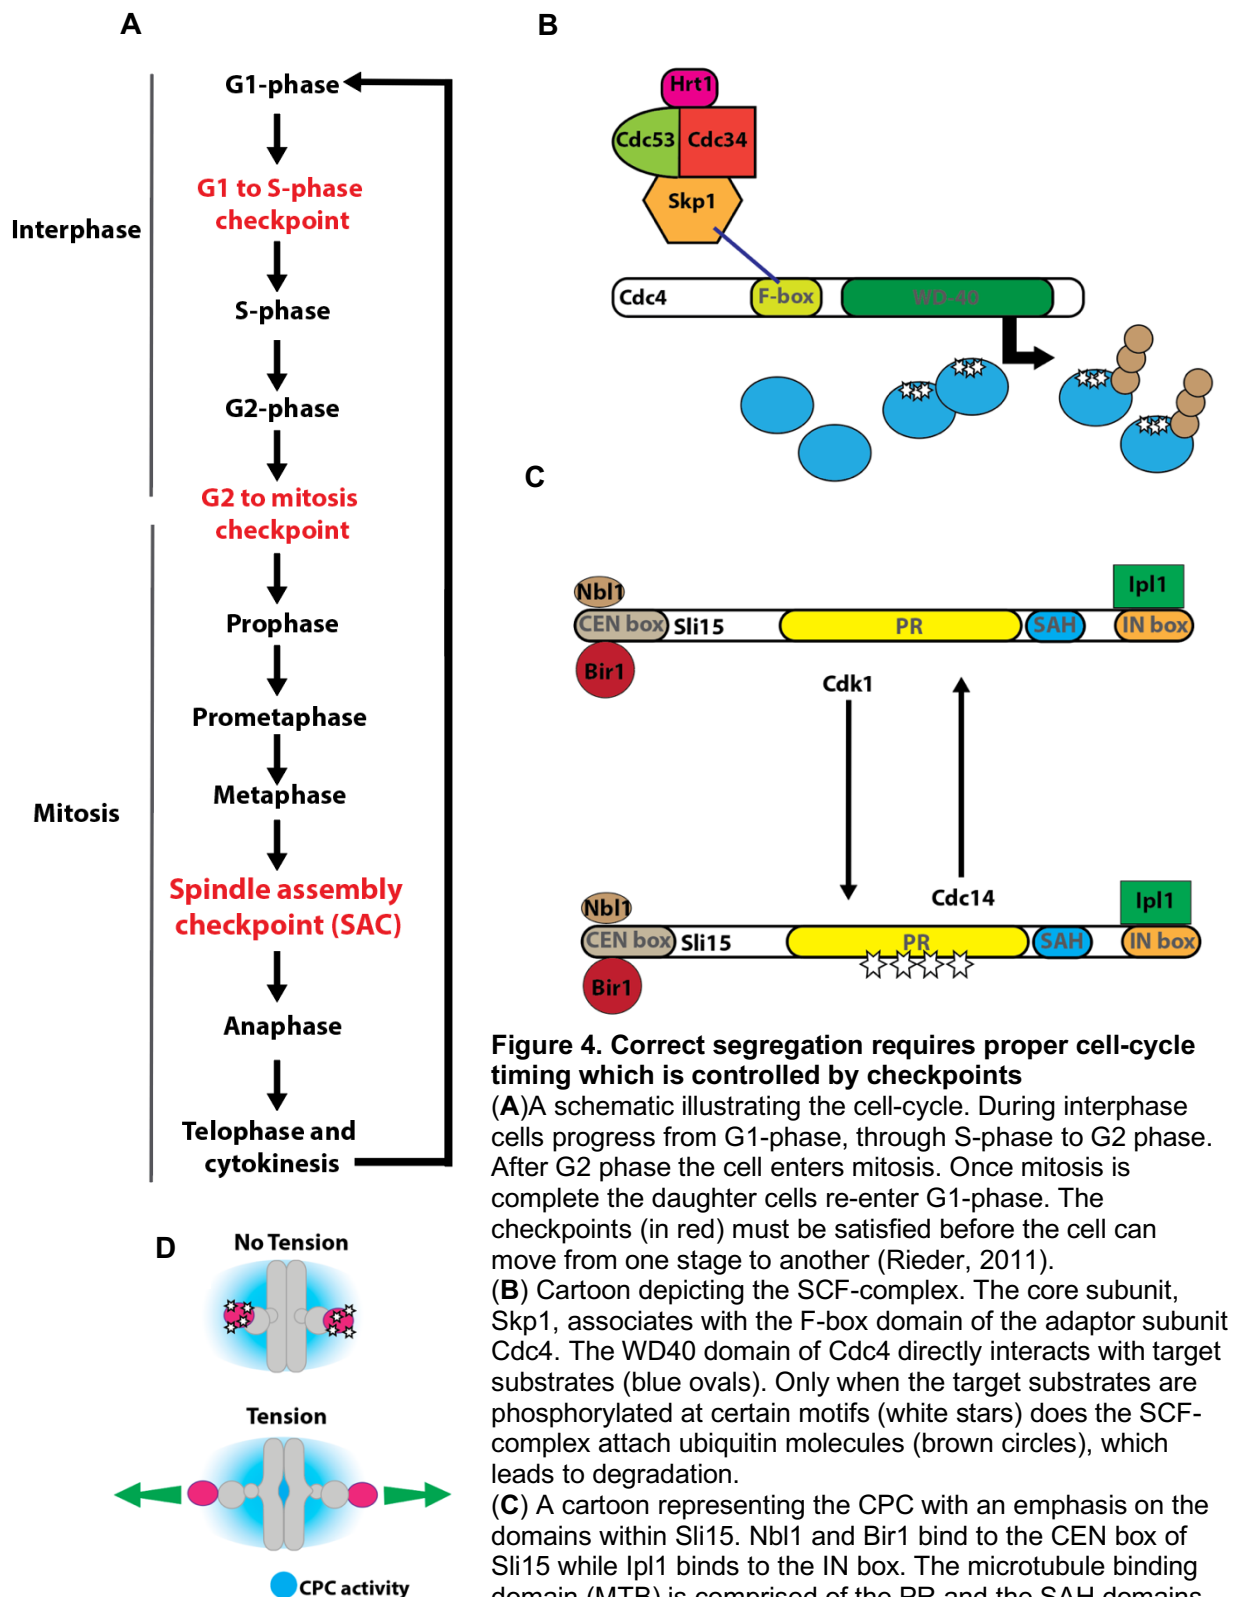 A
G1-phase
G1 to S-phase
checkpoint
Interphase
S-phase
G2-phase
G2 to mitosis
checkpoint
Prophase
Prometaphase
Metaphase
Mitosis
Spindle assembly
checkpoint (SAC)
Anaphase
Telophase and
cytokinesis
B
Hrt1
Cdc53 Cdc34
Skp1
Cdc4 F-box WD-40
C
Nbl1 Ipl1
CEN box Sli15 PR SAH IN box
Bir1
Cdk1
Cdc14
Nbl1 Ipl1
CEN box Sli15 PR SAH IN box
Bir1
D
No Tension
Tension
CPC activity
Figure 4. Correct segregation requires proper cell-cycle
timing which is controlled by checkpoints
(A)A schematic illustrating the cell-cycle. During interphase
cells progress from G1-phase, through S-phase to G2 phase.
After G2 phase the cell enters mitosis. Once mitosis is
complete the daughter cells re-enter G1-phase. The
checkpoints (in red) must be satisfied before the cell can
move from one stage to another (Rieder, 2011).
(B) Cartoon depicting the SCF-complex. The core subunit,
Skp1, associates with the F-box domain of the adaptor subunit
Cdc4. The WD40 domain of Cdc4 directly interacts with target
substrates (blue ovals). Only when the target substrates are
phosphorylated at certain motifs (white stars) does the SCF-
complex attach ubiquitin molecules (brown circles), which
leads to degradation.
(C) A cartoon representing the CPC with an emphasis on the
domains within Sli15. Nbl1 and Bir1 bind to the CEN box of
Sli15 while Ipl1 binds to the IN box. The microtubule binding
domain (MTB) is comprised of the PR and the SAH domains